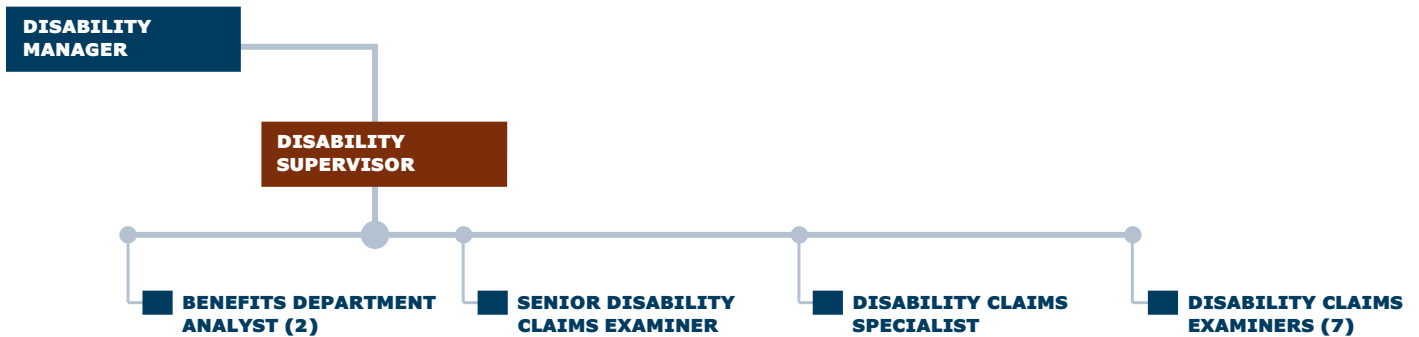 DISABILITY
MANAGER
DISABILITY
SUPERVISOR
BENEFITS DEPARTMENT
ANALYST (2)
SENIOR DISABILITY
CLAIMS EXAMINER
DISABILITY CLAIMS
SPECIALIST
DISABILITY CLAIMS
EXAMINERS (7)